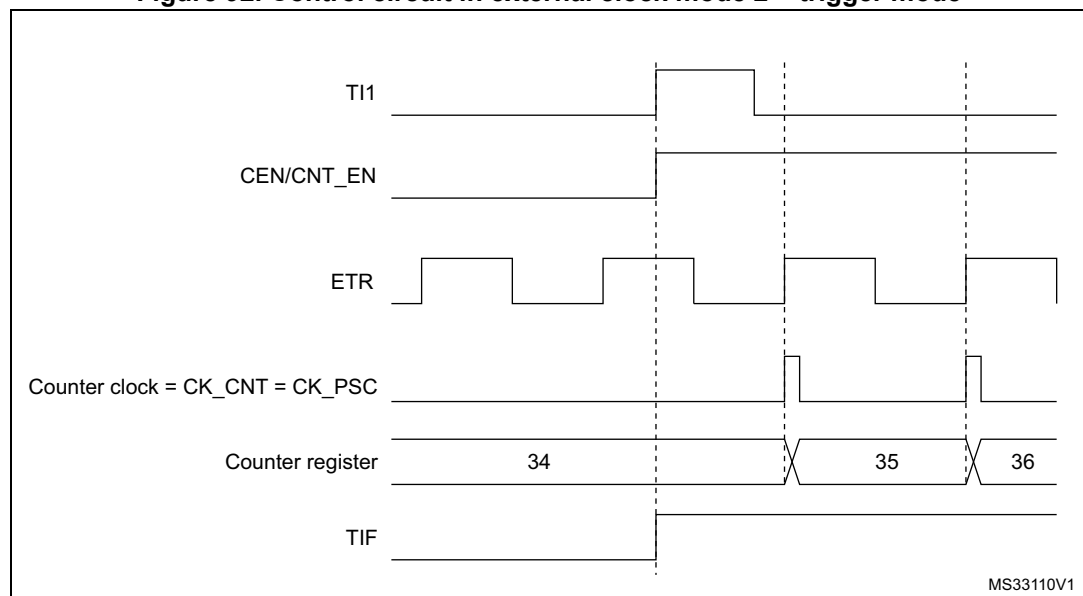 TI1
CEN/CNT_EN
ETR
Counter clock = CK_CNT = CK_PSC
Counter register
34
35
36
TIF
MS33110V1